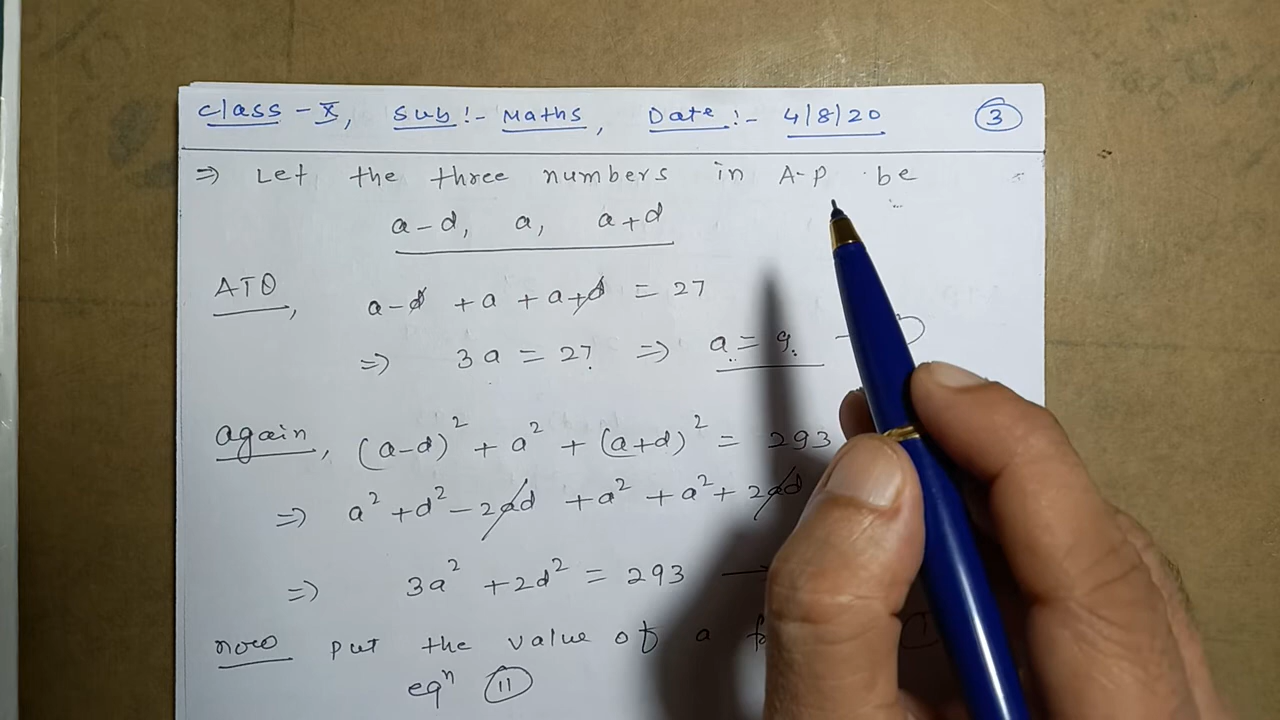 Class - X, Sub:- Maths, Date:- 4/8/20 3
⇒ Let the three numbers in A-P be
a-d, a, a+d
ATQ, a-d + a + a+d = 27
⇒ 3a = 27 ⇒ a = 9
again, (a-d)² + a² + (a+d)² = 293
⇒ a² + d² - 2ad + a² + a² + 2ad
⇒ 3a² + 2d² = 293
now put the value of a
eqⁿ 11